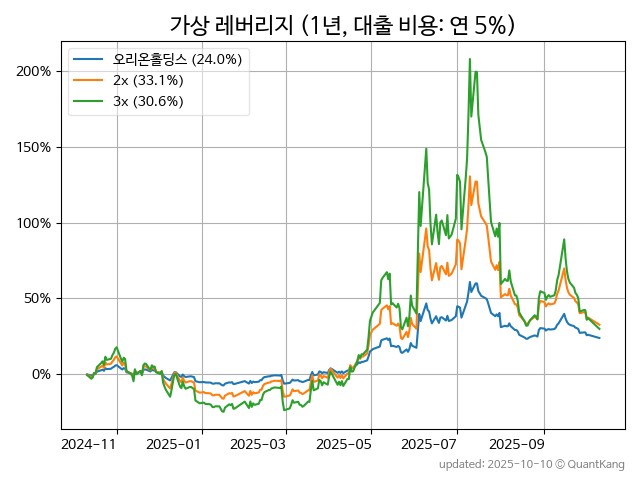 가상 레버리지 (1년, 대출 비용: 연 5%)
오리온홀딩스 (24.0%)
2x (33.1%)
3x (30.6%)
200%
150%
100%
50%
0%
2024-11 2025-01 2025-03 2025-05 2025-07 2025-09
updated: 2025-10-10 © QuantKang